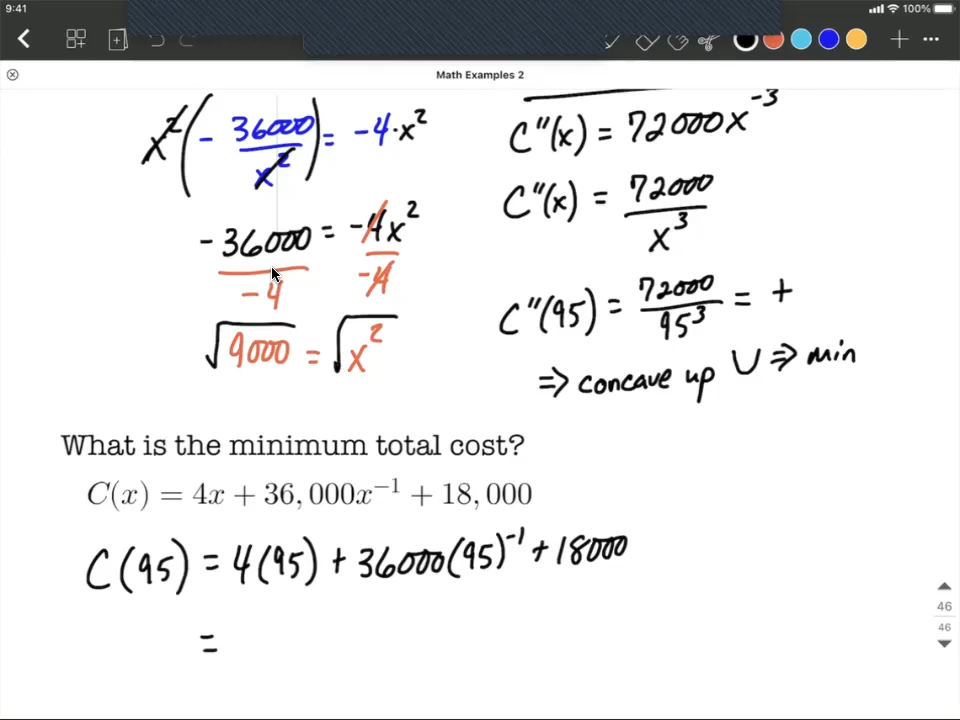 9:41
100%
Math Examples 2
x²(- 36000/x²) = -4·x²
-36000 = -4x²
-4 -4
√9000 = √x²
C"(x) = 72000x⁻³
C"(x) = 72000/x³
C"(95) = 72000/95³ = +
⇒ concave up ∪ ⇒ min
What is the minimum total cost?
C(x) = 4x + 36,000x⁻¹ + 18,000
C(95) = 4(95) + 36000(95)⁻¹ + 18000
=
46
46